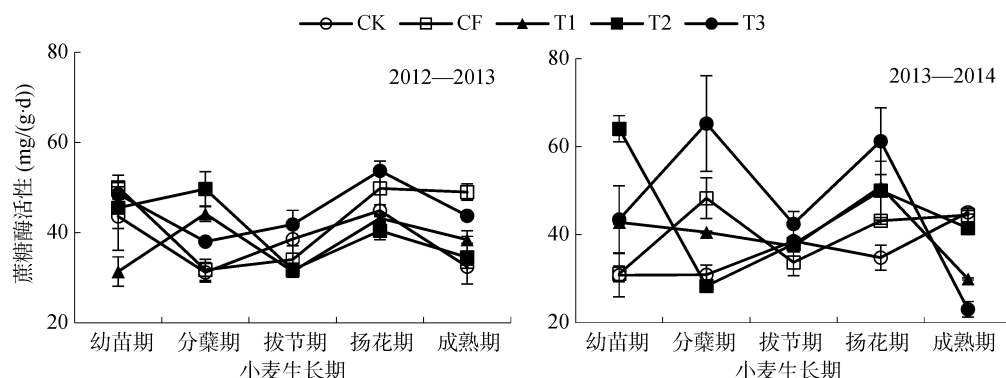 CK CF T1 T2 T3
蔗糖酶活性 (mg/(g·d))
80
60
40
20
2012—2013
幼苗期 分蘖期 拔节期 扬花期 成熟期
小麦生长期
80
60
40
20
2013—2014
幼苗期 分蘖期 拔节期 扬花期 成熟期
小麦生长期